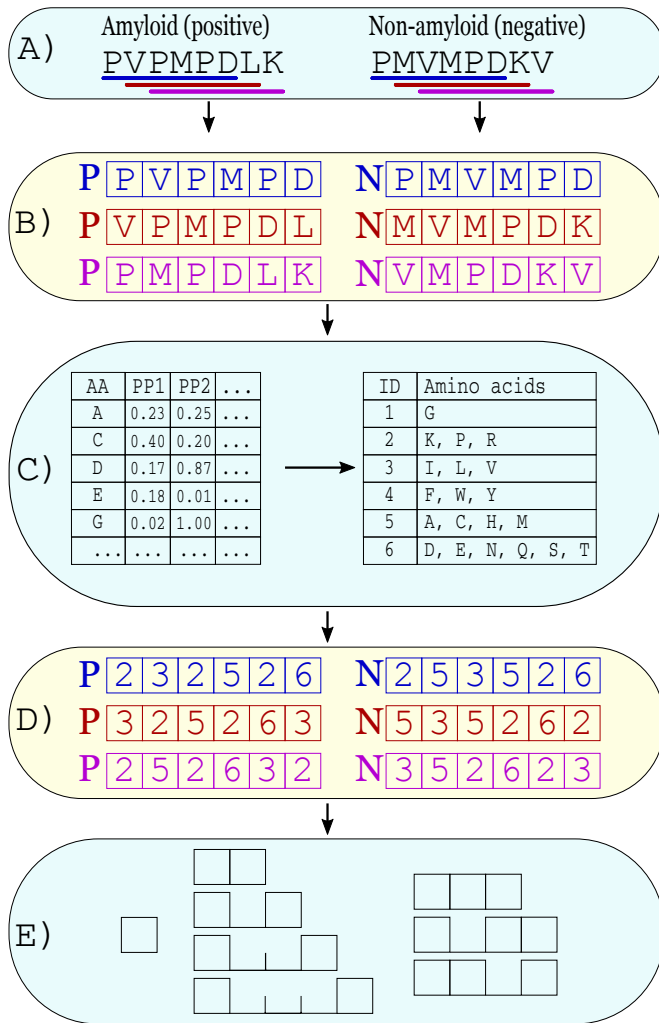 A)
Amyloid (positive) Non-amyloid (negative)
PVPMPDLK PMVMPDKV
B)
P P V P M P D N P M V M P D
P V P M P D L N M V M P D K
P P M P D L K N V M P D K V
C)
AA PP1 PP2 ... ID Amino acids
A 0.23 0.25 ... 1 G
C 0.40 0.20 ... 2 K, P, R
D 0.17 0.87 ... 3 I, L, V
E 0.18 0.01 ... 4 F, W, Y
G 0.02 1.00 ... 5 A, C, H, M
... ... ... ... 6 D, E, N, Q, S, T
D)
P 2 3 2 5 2 6 N 2 5 3 5 2 6
P 3 2 5 2 6 3 N 5 3 5 2 6 2
P 2 5 2 6 3 2 N 3 5 2 6 2 3
E)